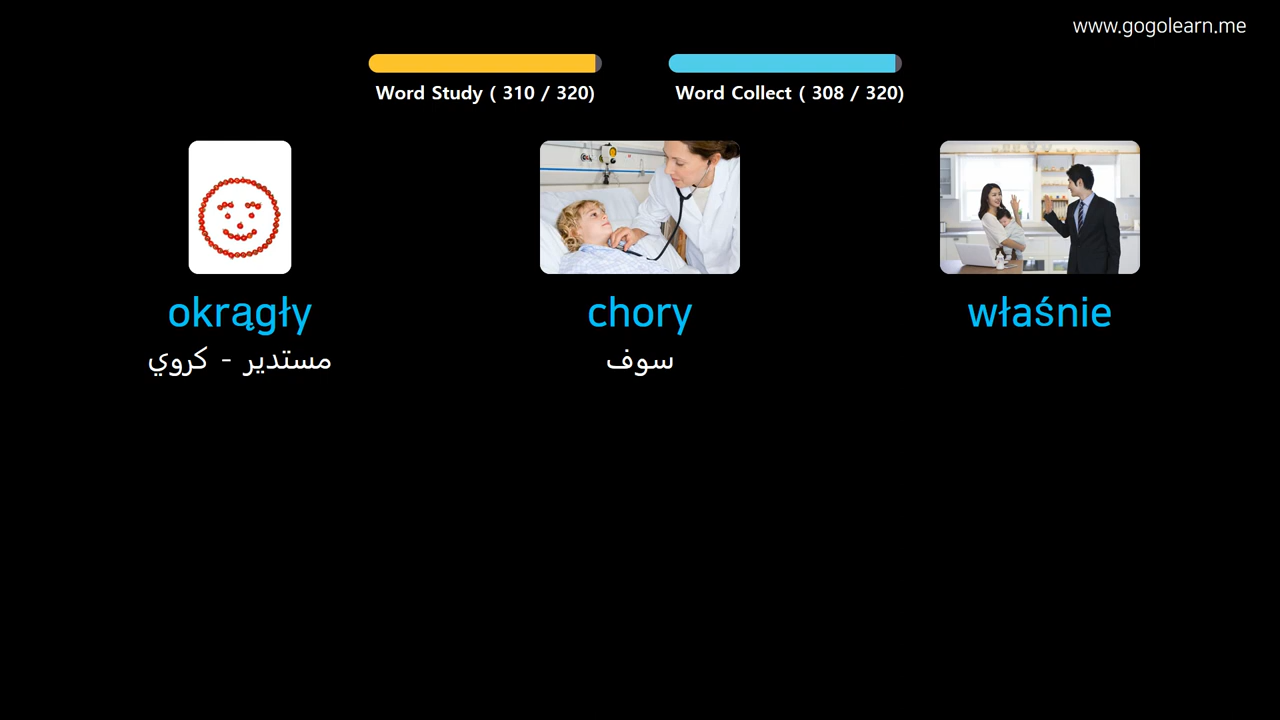 www.gogolearn.me
Word Study ( 310 / 320)
Word Collect ( 308 / 320)
okrągły
chory
właśnie
مستدير - كروي
سوف